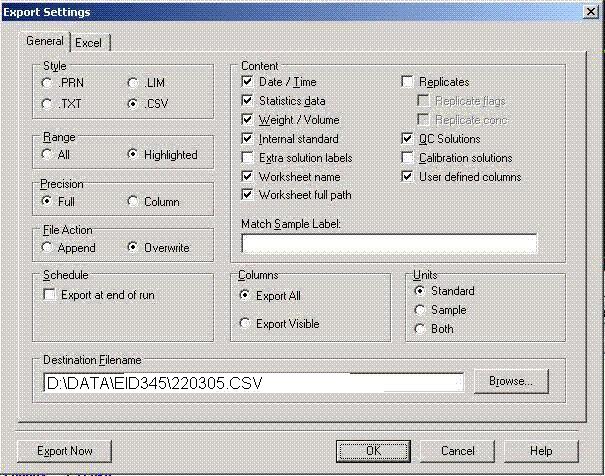 Export Settings
General Excel
Style
.PRN .LIM
.TXT .CSV
Range
All Highlighted
Precision
Full Column
File Action
Append Overwrite
Content
Date / Time Replicates
Statistics data Replicate flags
Weight / Volume Replicate conc
Internal standard QC Solutions
Extra solution labels Calibration solutions
Worksheet name User defined columns
Worksheet full path
Match Sample Label:
Schedule
Export at end of run
Columns
Export All
Export Visible
Units
Standard
Sample
Both
Destination Filename
D:\DATA\EID345\220305.CSV Browse...
Export Now OK Cancel Help